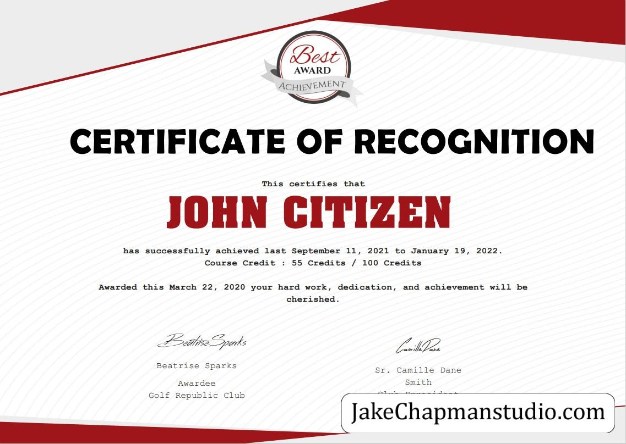 Best
AWARD
ACHIEVEMENT
CERTIFICATE OF RECOGNITION
This certifies that
JOHN CITIZEN
has successfully achieved last September 11, 2021 to January 19, 2022.
Course Credit : 55 Credits / 100 Credits
Awarded this March 22, 2020 your hard work, dedication, and achievement will be
cherished.
Beatrise Sparks
Camilla Dane
Beatrise Sparks
Sr. Camille Dane
Smith
Awardee
Golf Republic Club
JakeChapmanstudio.com